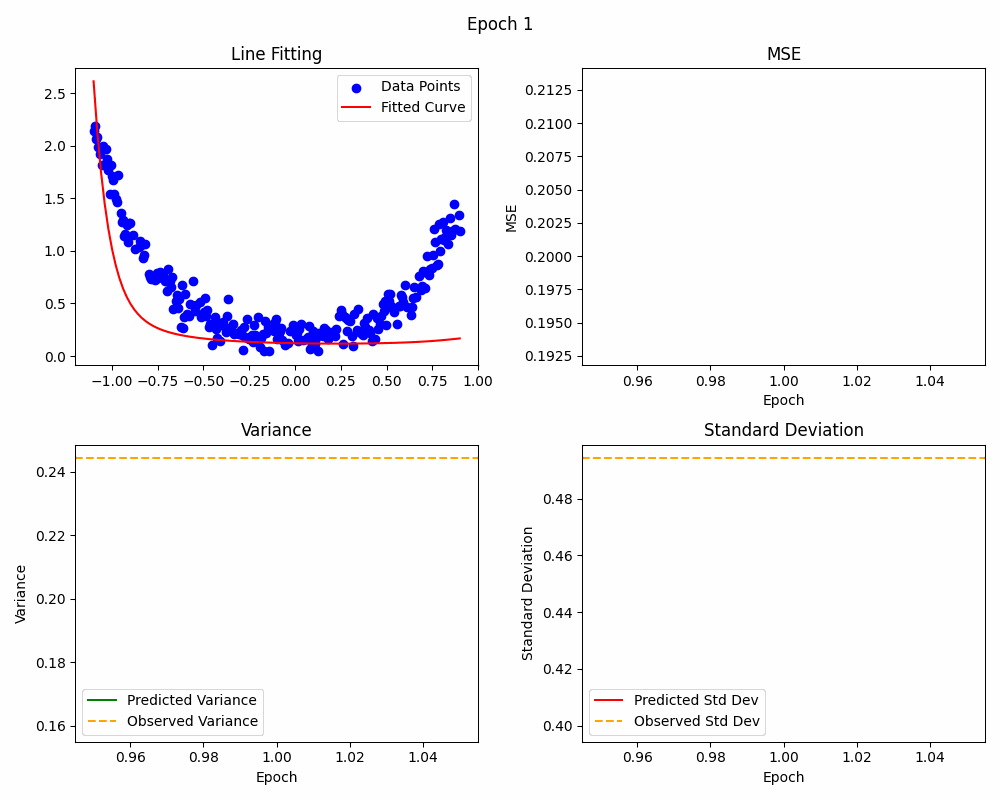 Epoch 1
Line Fitting
2.5
2.0
1.5
1.0
0.5
0.0
Data Points
Fitted Curve
−1.00 −0.75 −0.50 −0.25 0.00 0.25 0.50 0.75 1.00
MSE
MSE
0.2125
0.2100
0.2075
0.2050
0.2025
0.2000
0.1975
0.1950
0.1925
0.96 0.98 1.00 1.02 1.04
Epoch
Variance
Variance
0.24
0.22
0.20
0.18
0.16
Predicted Variance
Observed Variance
0.96 0.98 1.00 1.02 1.04
Epoch
Standard Deviation
Standard Deviation
0.48
0.46
0.44
0.42
0.40
Predicted Std Dev
Observed Std Dev
0.96 0.98 1.00 1.02 1.04
Epoch